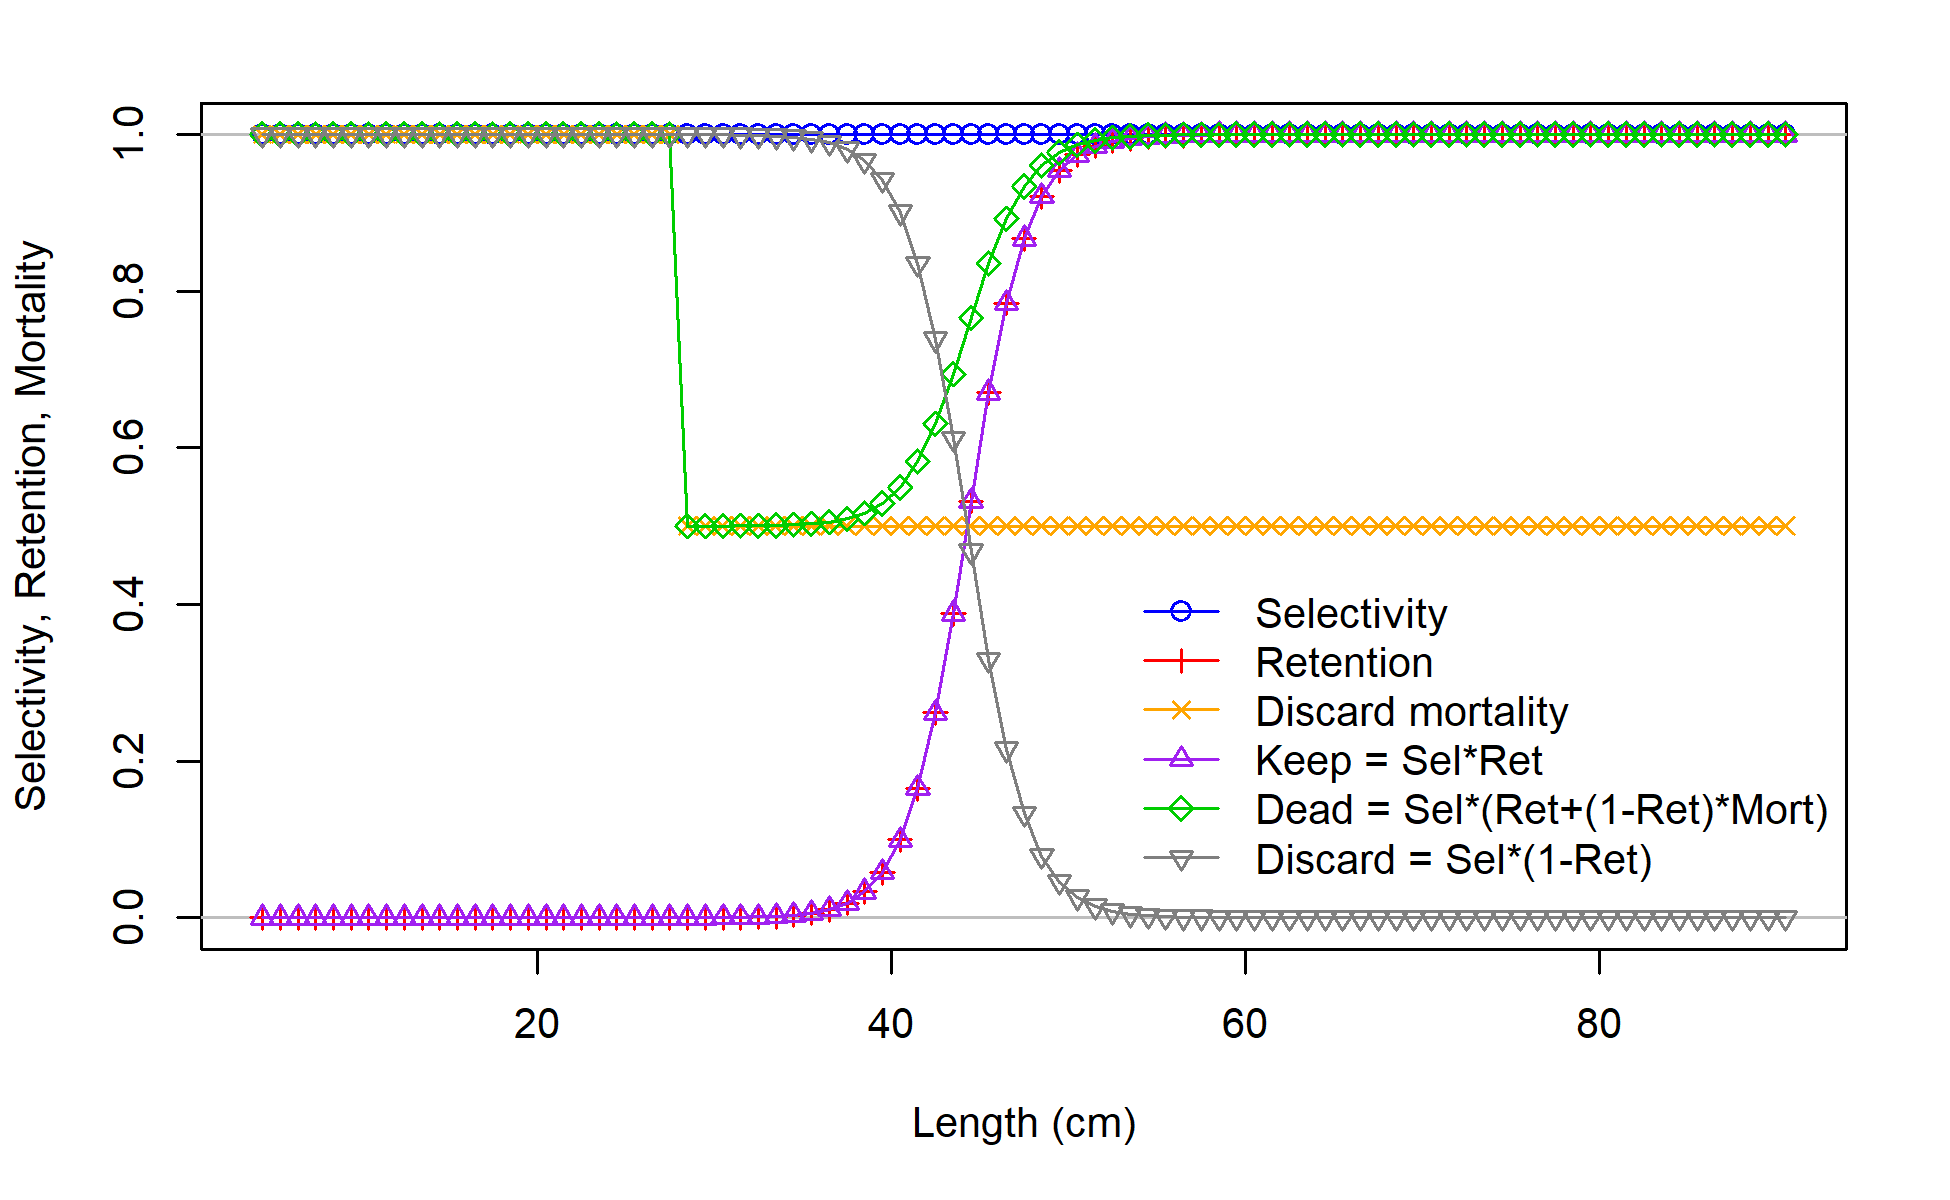 Selectivity, Retention, Mortality
1.0
0.8
0.6
0.4
0.2
0.0
Selectivity
Retention
Discard mortality
Keep = Sel*Ret
Dead = Sel*(Ret+(1-Ret)*Mort)
Discard = Sel*(1-Ret)
20 40 60 80
Length (cm)